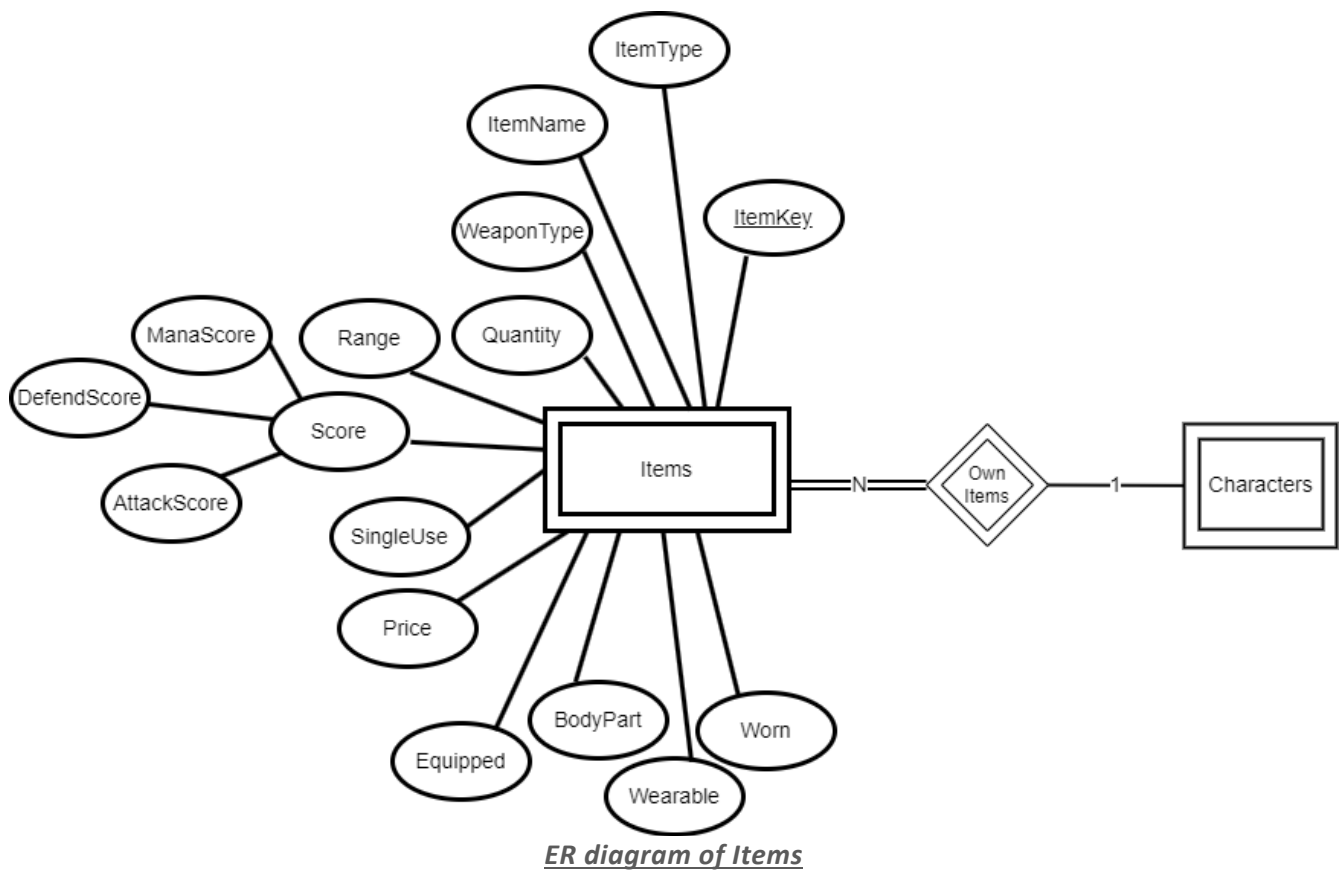 ItemType
ItemName
ItemKey
WeaponType
ManaScore
Range
Quantity
DefendScore
Score
Items
N
Own
Items
1
Characters
AttackScore
SingleUse
Price
BodyPart
Worn
Equipped
Wearable
ER diagram of Items